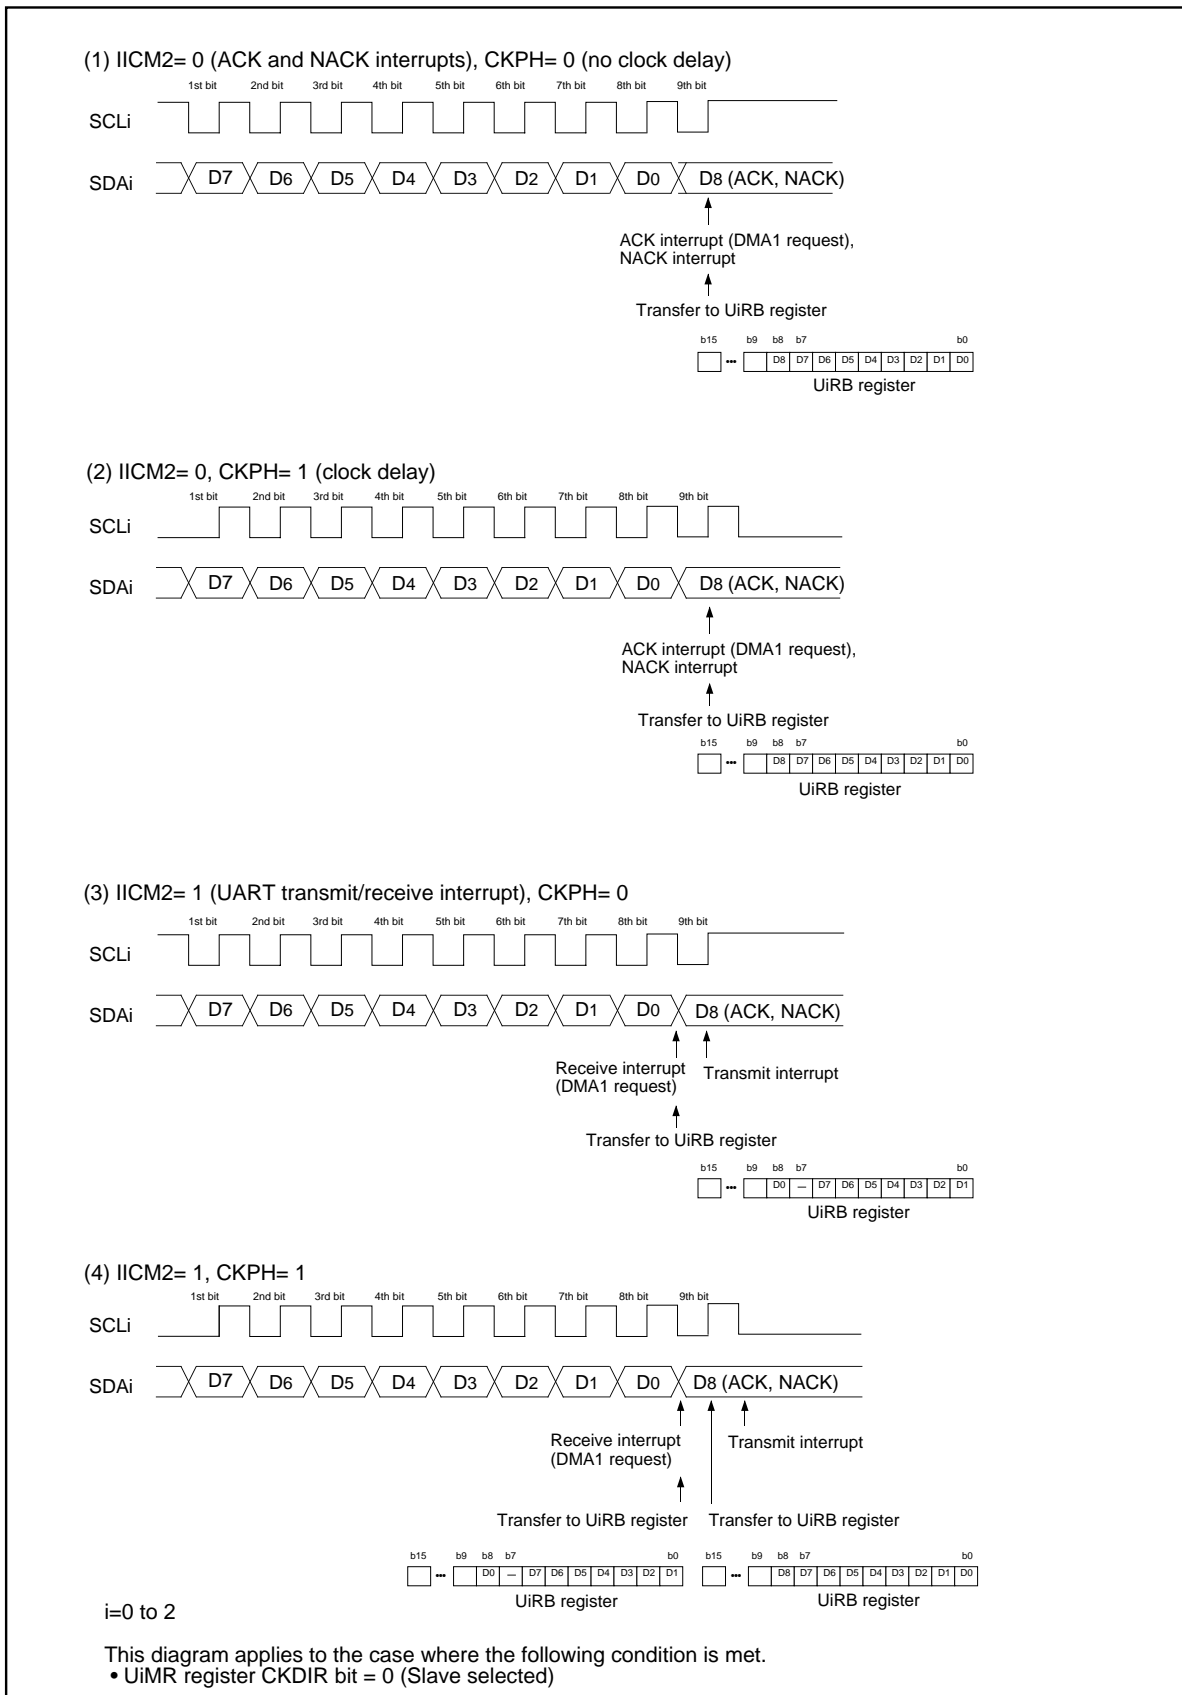 (1) IICM2= 0 (ACK and NACK interrupts), CKPH= 0 (no clock delay)
1st bit 2nd bit 3rd bit 4th bit 5th bit 6th bit 7th bit 8th bit 9th bit
SCLi
SDAi D7 D6 D5 D4 D3 D2 D1 D0 D8 (ACK, NACK)
ACK interrupt (DMA1 request),
NACK interrupt
Transfer to UiRB register
b15 b9 b8 b7 b0
••• D8 D7 D6 D5 D4 D3 D2 D1 D0
UiRB register
(2) IICM2= 0, CKPH= 1 (clock delay)
1st bit 2nd bit 3rd bit 4th bit 5th bit 6th bit 7th bit 8th bit 9th bit
SCLi
SDAi D7 D6 D5 D4 D3 D2 D1 D0 D8 (ACK, NACK)
ACK interrupt (DMA1 request),
NACK interrupt
Transfer to UiRB register
b15 b9 b8 b7 b0
••• D8 D7 D6 D5 D4 D3 D2 D1 D0
UiRB register
(3) IICM2= 1 (UART transmit/receive interrupt), CKPH= 0
1st bit 2nd bit 3rd bit 4th bit 5th bit 6th bit 7th bit 8th bit 9th bit
SCLi
SDAi D7 D6 D5 D4 D3 D2 D1 D0 D8 (ACK, NACK)
Receive interrupt Transmit interrupt
(DMA1 request)
Transfer to UiRB register
b15 b9 b8 b7 b0
••• D0 — D7 D6 D5 D4 D3 D2 D1
UiRB register
(4) IICM2= 1, CKPH= 1
1st bit 2nd bit 3rd bit 4th bit 5th bit 6th bit 7th bit 8th bit 9th bit
SCLi
SDAi D7 D6 D5 D4 D3 D2 D1 D0 D8 (ACK, NACK)
Receive interrupt Transmit interrupt
(DMA1 request)
Transfer to UiRB register Transfer to UiRB register
b15 b9 b8 b7 b0 b15 b9 b8 b7 b0
••• D0 — D7 D6 D5 D4 D3 D2 D1 ••• D8 D7 D6 D5 D4 D3 D2 D1 D0
UiRB register UiRB register
i=0 to 2
This diagram applies to the case where the following condition is met.
• UiMR register CKDIR bit = 0 (Slave selected)